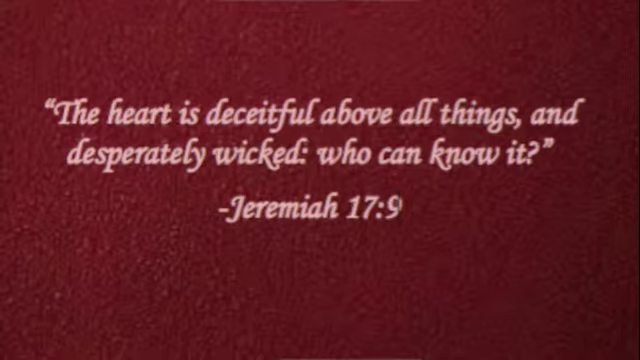 “The heart is deceitful above all things, and
desperately wicked: who can know it?”
-Jeremiah 17:9